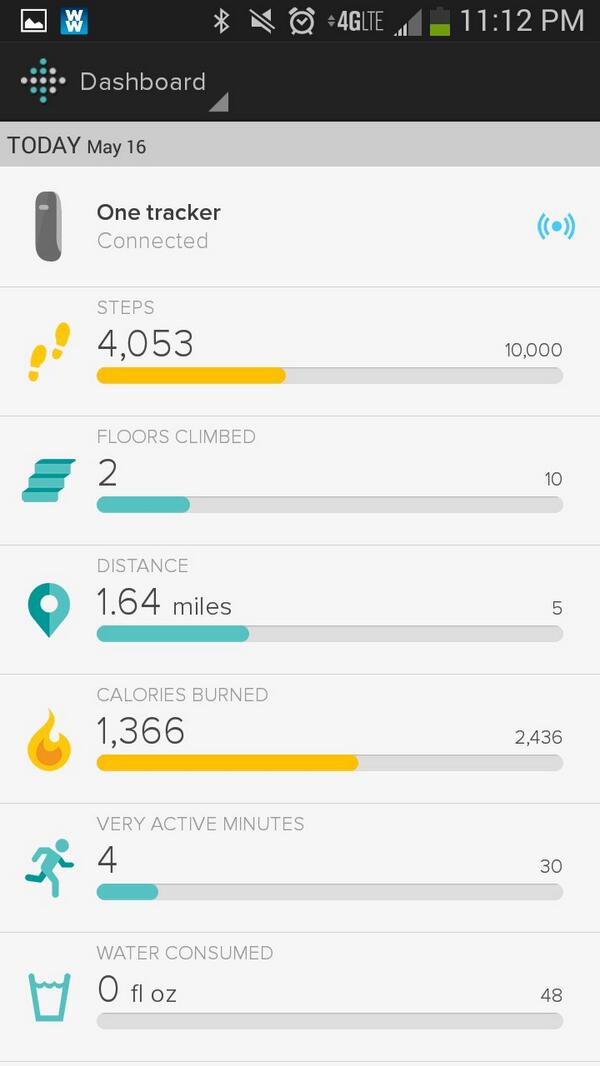 4G LTE 11:12 PM
Dashboard
TODAY May 16
One tracker
Connected
STEPS
4,053 10,000
FLOORS CLIMBED
2 10
DISTANCE
1.64 miles 5
CALORIES BURNED
1,366 2,436
VERY ACTIVE MINUTES
4 30
WATER CONSUMED
0 fl oz 48